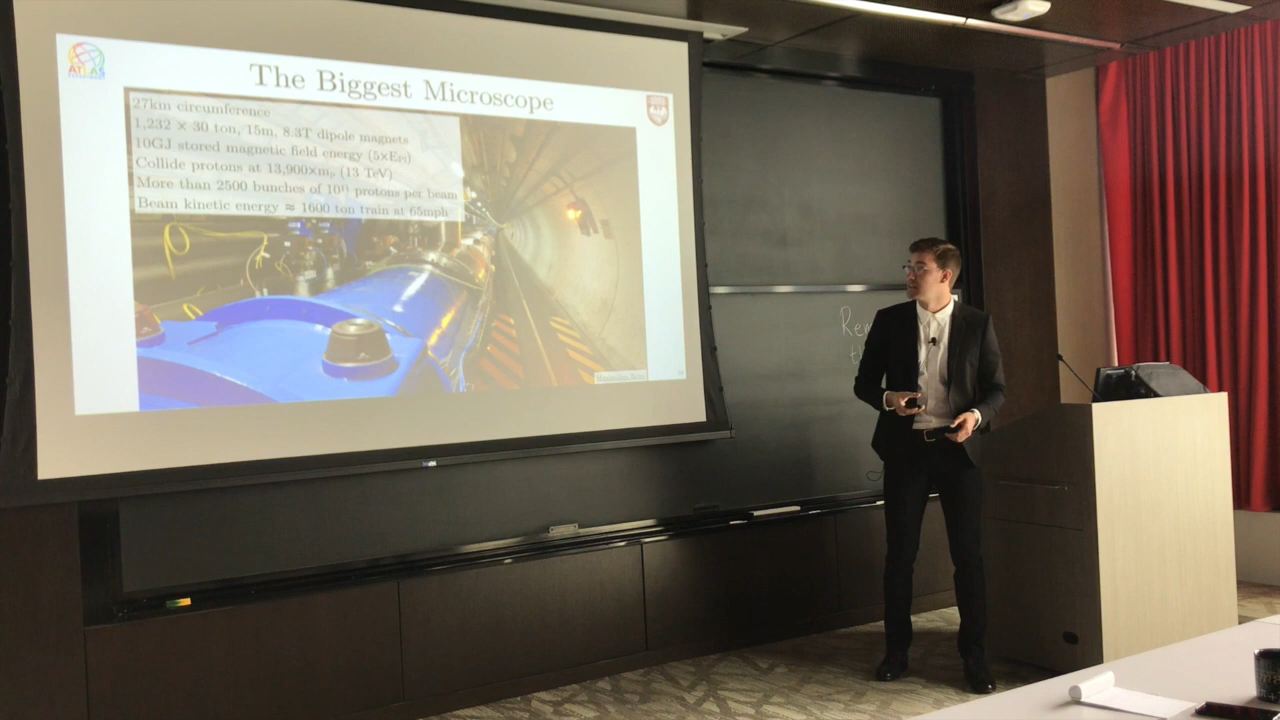 ATLAS
The Biggest Microscope
27km circumference
1,232 × 30 ton, 15m, 8.3T dipole magnets
10GJ stored magnetic field energy (5×E
Collide protons at 13,900×mₚ (13 TeV)
More than 2500 bunches of 10¹¹ protons per beam
Beam kinetic energy ≈ 1600 ton train at 65mph
Maximilien Brice